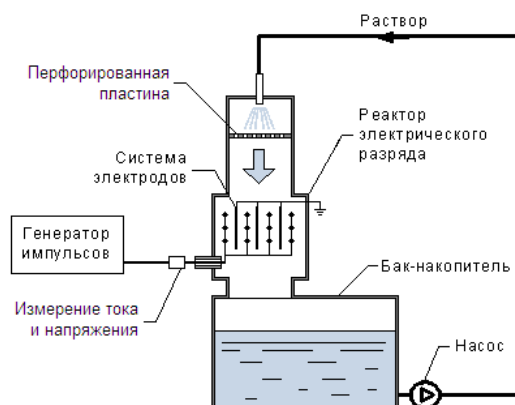 Раствор
Перфорированная
пластина
Реактор
электрического
разряда
Система
электродов
Генератор
импульсов
Бак-накопитель
Измерение тока
и напряжения
Насос